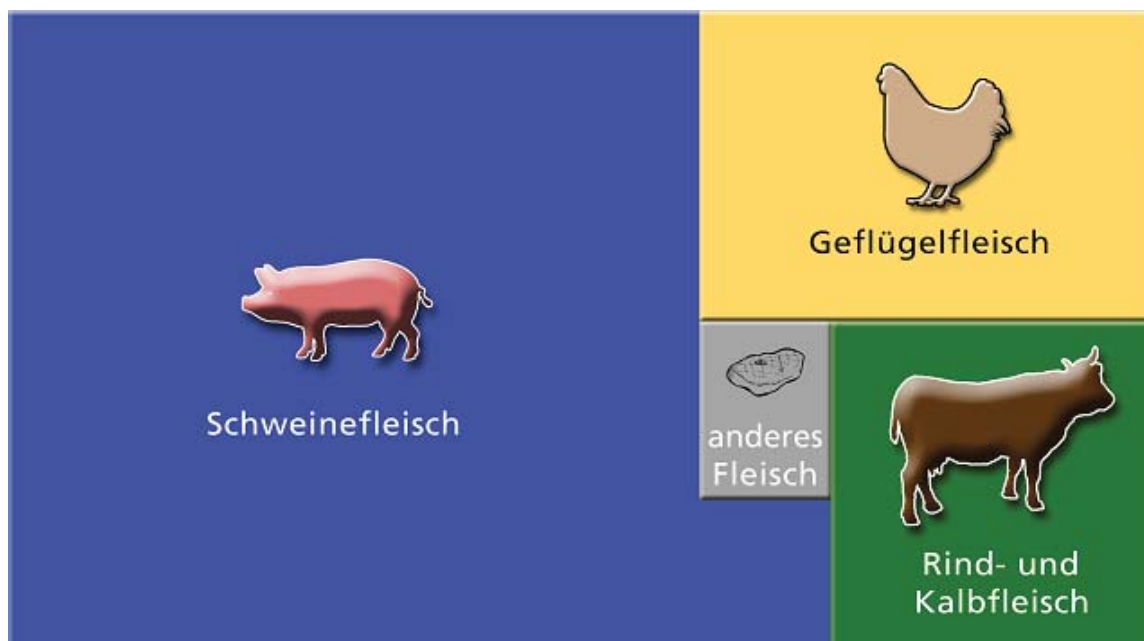 Geflügelfleisch
Schweinefleisch
anderes
Fleisch
Rind- und
Kalbfleisch